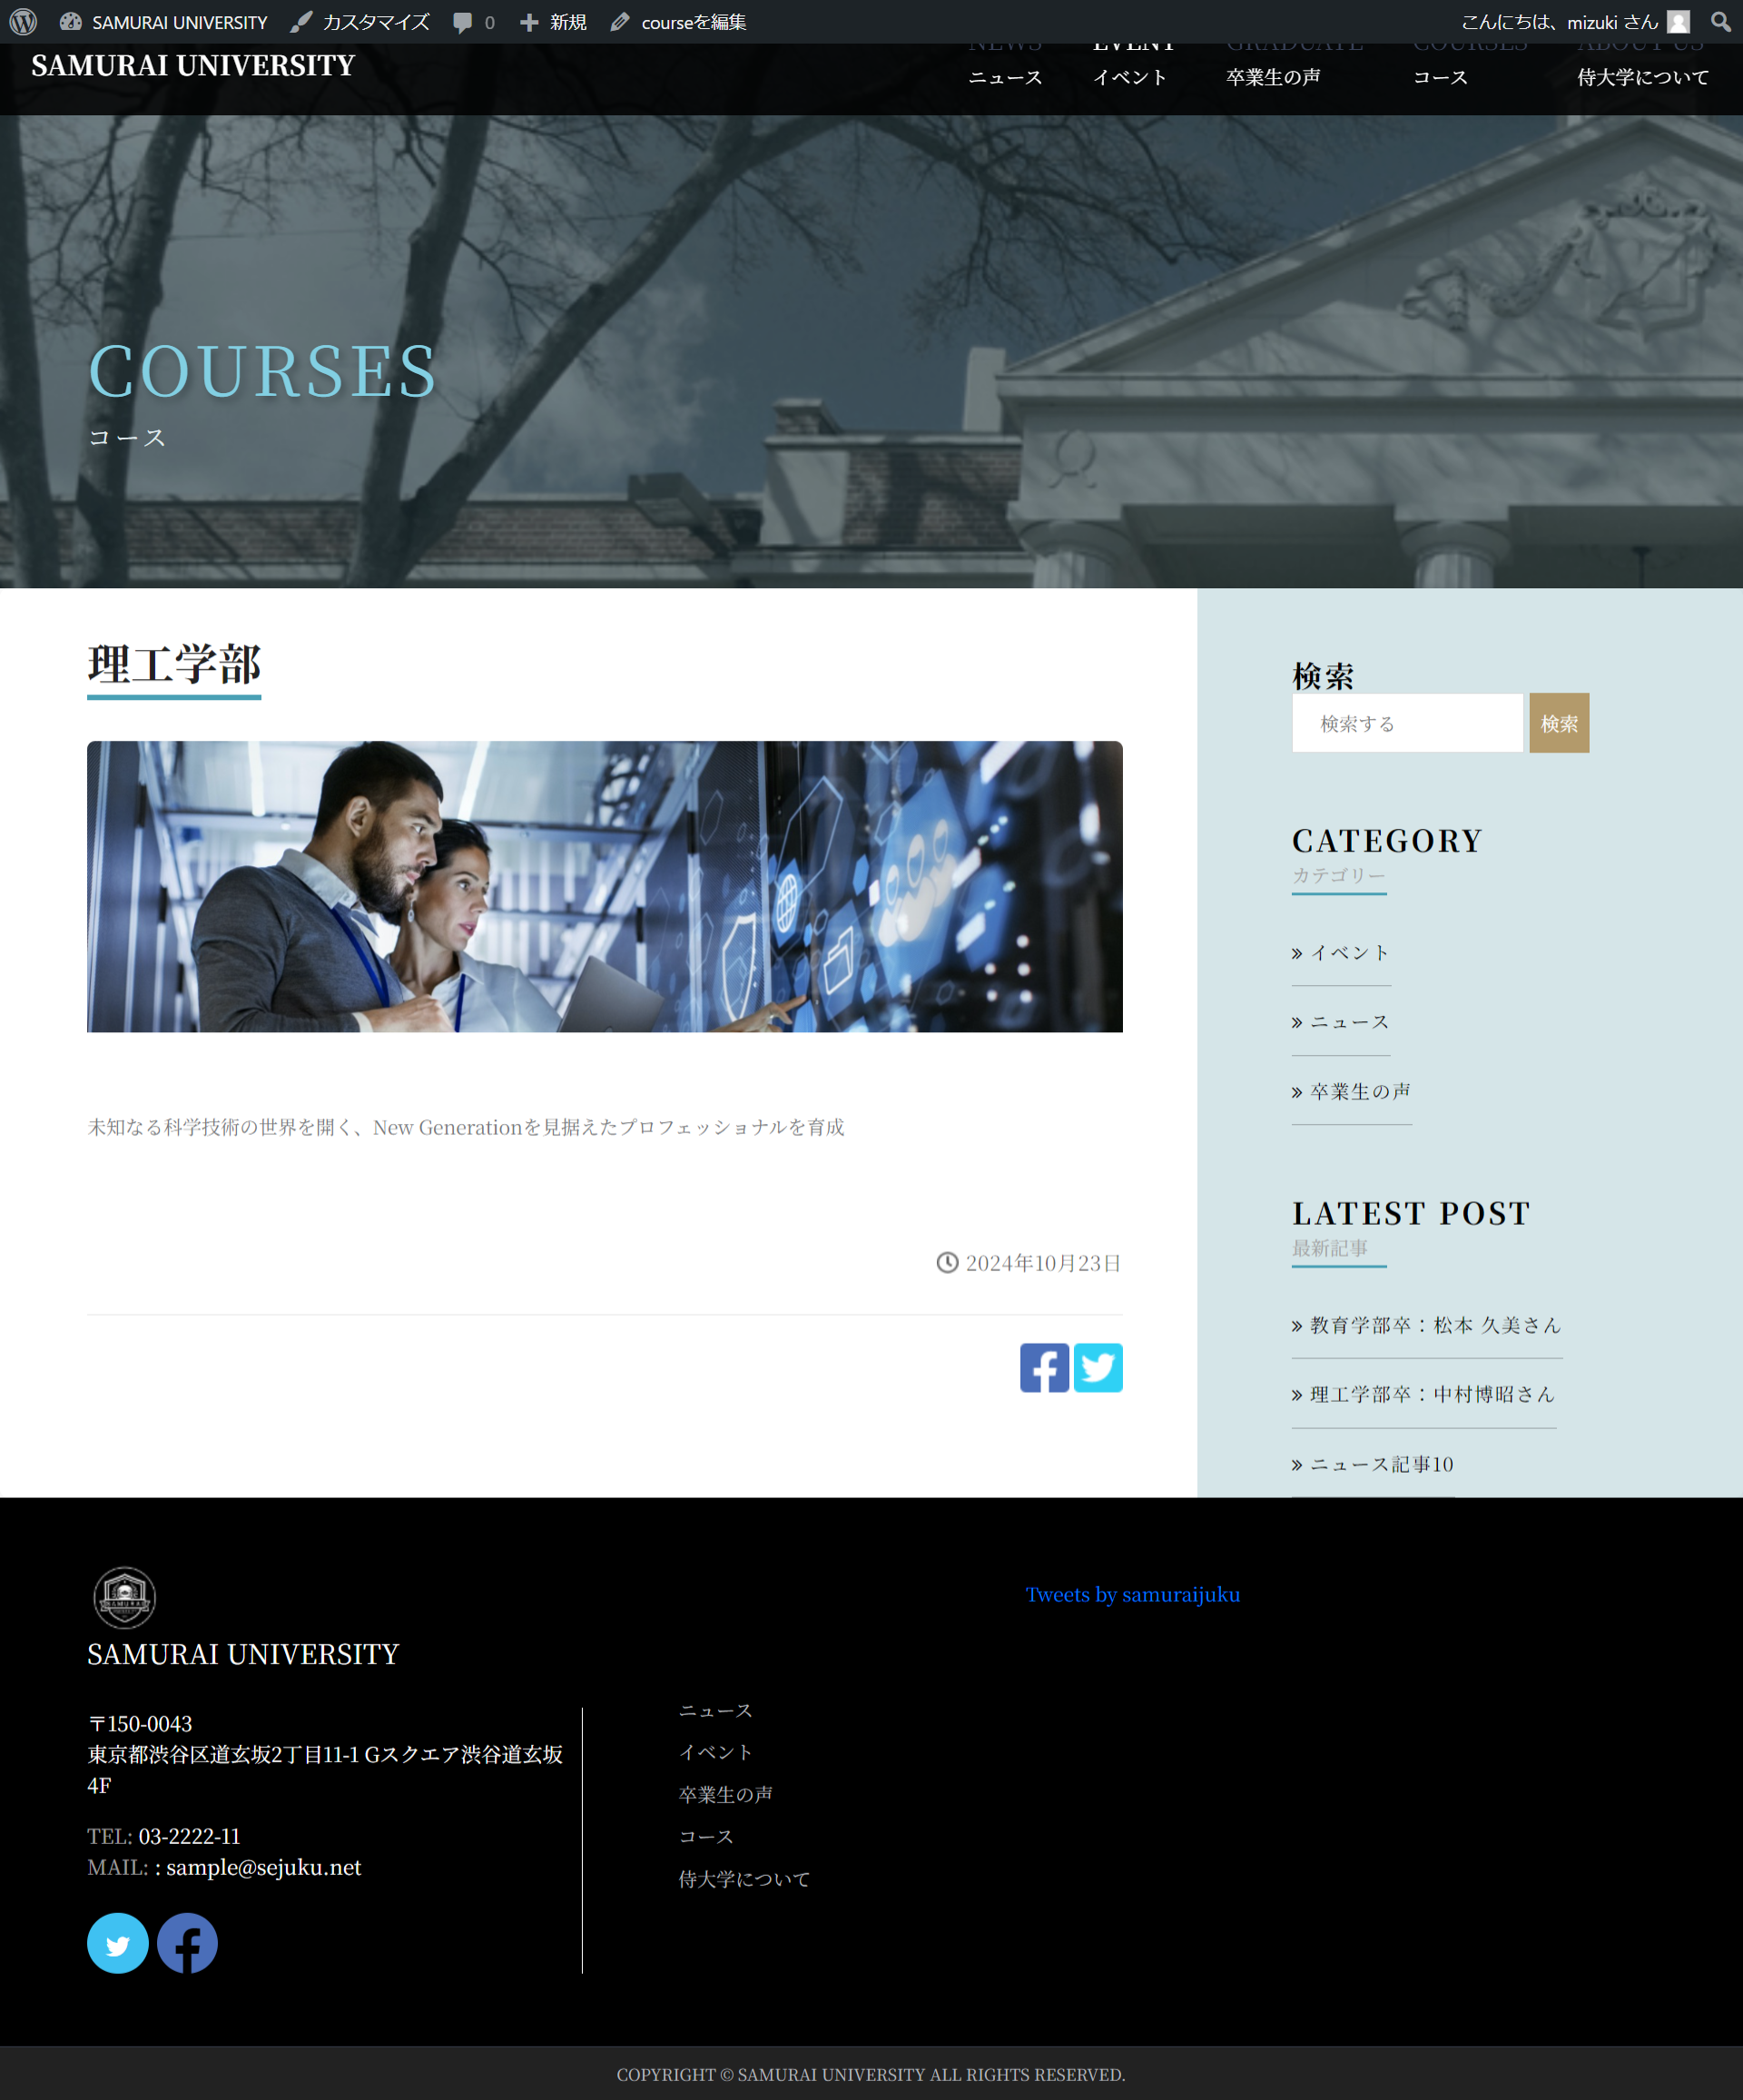 SAMURAI UNIVERSITY カスタマイズ 0 新規 courseを編集 こんにちは、mizuki さん
SAMURAI UNIVERSITY
NEWS EVENT GRADUATE COURSES ABOUT US
ニュース イベント 卒業生の声 コース 侍大学について
COURSES
コース
理工学部
未知なる科学技術の世界を開く、New Generationを見据えたプロフェッショナルを育成
2024年10月23日
検索
検索する 検索
CATEGORY
カテゴリー
» イベント
» ニュース
» 卒業生の声
LATEST POST
最新記事
» 教育学部卒：松本 久美さん
» 理工学部卒：中村博昭さん
» ニュース記事10
SAMURAI UNIVERSITY
〒150-0043
東京都渋谷区道玄坂2丁目11-1 Gスクエア渋谷道玄坂
4F
TEL: 03-2222-11
MAIL: : sample@sejuku.net
ニュース
イベント
卒業生の声
コース
侍大学について
Tweets by samuraijuku
COPYRIGHT © SAMURAI UNIVERSITY ALL RIGHTS RESERVED.